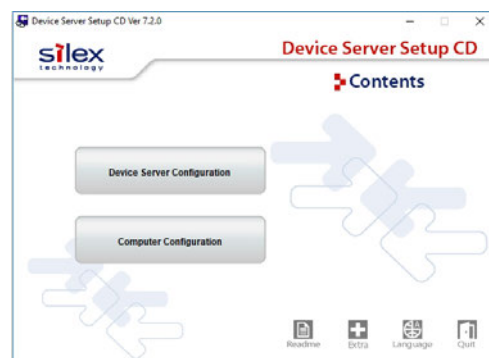 Device Server Setup CD Ver 7.2.0
silex
technology
Device Server Setup CD
Contents
Device Server Configuration
Computer Configuration
Readme
Extra
Language
Quit